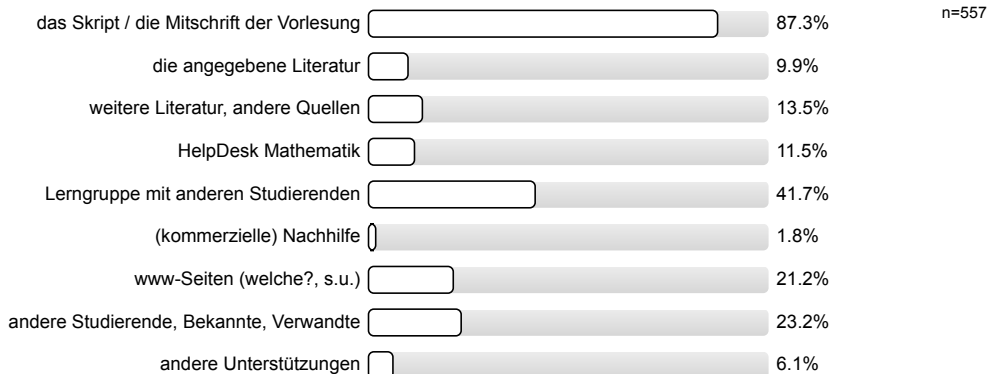 das Skript / die Mitschrift der Vorlesung 87.3% n=557
die angegebene Literatur 9.9%
weitere Literatur, andere Quellen 13.5%
HelpDesk Mathematik 11.5%
Lerngruppe mit anderen Studierenden 41.7%
(kommerzielle) Nachhilfe 1.8%
www-Seiten (welche?, s.u.) 21.2%
andere Studierende, Bekannte, Verwandte 23.2%
andere Unterstützungen 6.1%